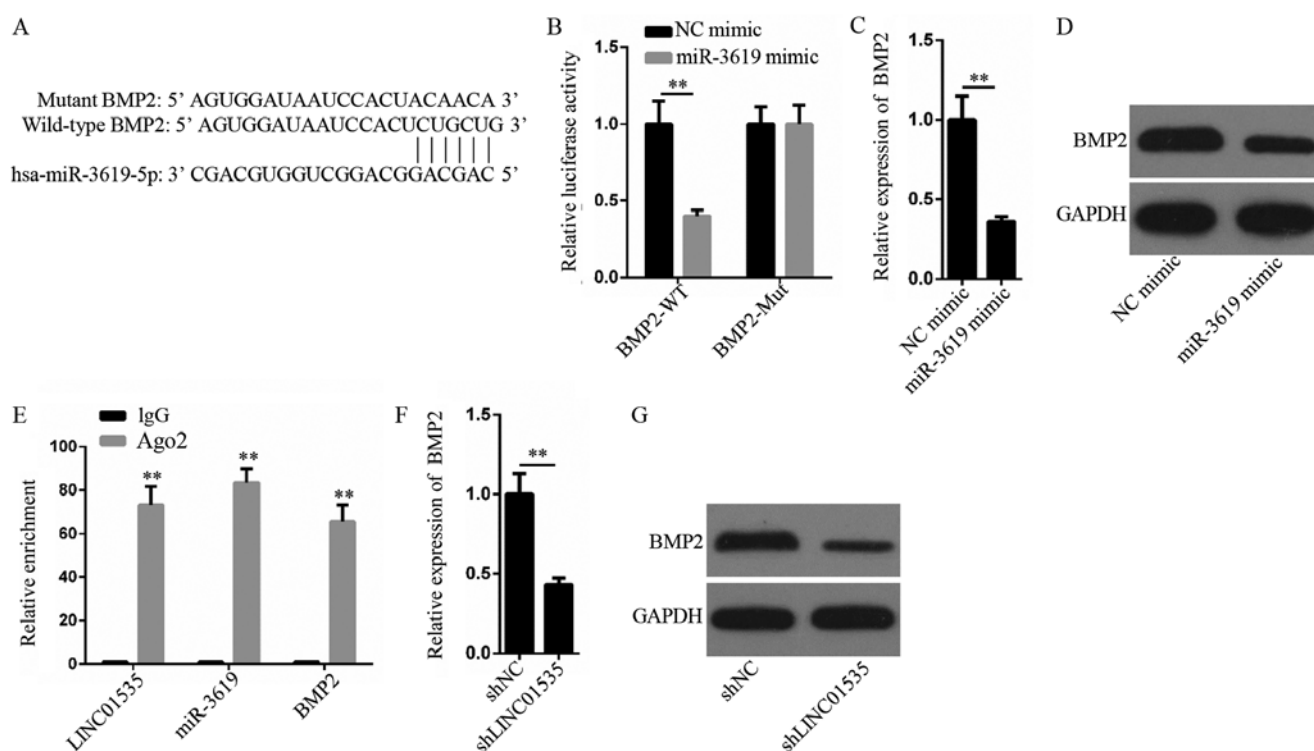 A
Mutant BMP2: 5' AGUGGAUAAUCCACUACAACA 3'
Wild-type BMP2: 5' AGUGGAUAAUCCACUCUGCUG 3'
hsa-miR-3619-5p: 3' CGACGUGGUCGGACGGACGAC 5'
B
NC mimic
miR-3619 mimic
Relative luciferase activity
1.5
1.0
0.5
0.0
**
BMP2-WT
BMP2-Mut
C
Relative expression of BMP2
1.5
1.0
0.5
0.0
**
NC mimic
miR-3619 mimic
D
BMP2
GAPDH
NC mimic
miR-3619 mimic
E
IgG
Ago2
Relative enrichment
100
80
60
40
20
0
**
**
**
LINC01535
miR-3619
BMP2
F
Relative expression of BMP2
1.5
1.0
0.5
0.0
**
shNC
shLINC01535
G
BMP2
GAPDH
shNC
shLINC01535